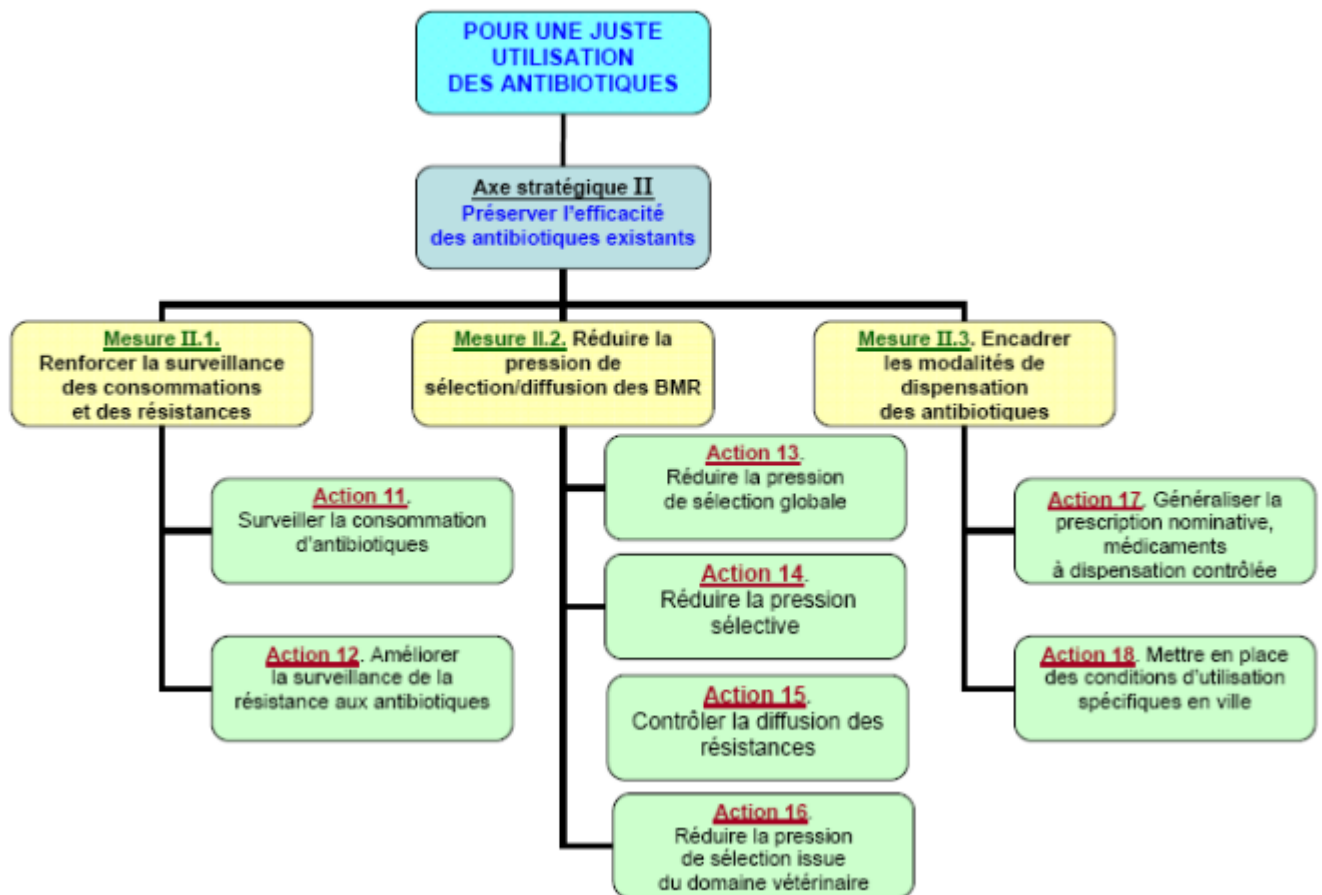 POUR UNE JUSTE
UTILISATION
DES ANTIBIOTIQUES
Axe stratégique II
Préserver l'efficacité
des antibiotiques existants
Mesure II.1.
Renforcer la surveillance
des consommations
et des résistances
Mesure II.2. Réduire la
pression de
sélection/diffusion des BMR
Mesure II.3. Encadrer
les modalités de
dispensation
des antibiotiques
Action 11.
Surveiller la consommation
d'antibiotiques
Action 12. Améliorer
la surveillance de la
résistance aux antibiotiques
Action 13.
Réduire la pression
de sélection globale
Action 14.
Réduire la pression
sélective
Action 15.
Contrôler la diffusion des
résistances
Action 16.
Réduire la pression
de sélection issue
du domaine vétérinaire
Action 17. Généraliser la
prescription nominative,
médicaments
à dispensation contrôlée
Action 18. Mettre en place
des conditions d'utilisation
spécifiques en ville